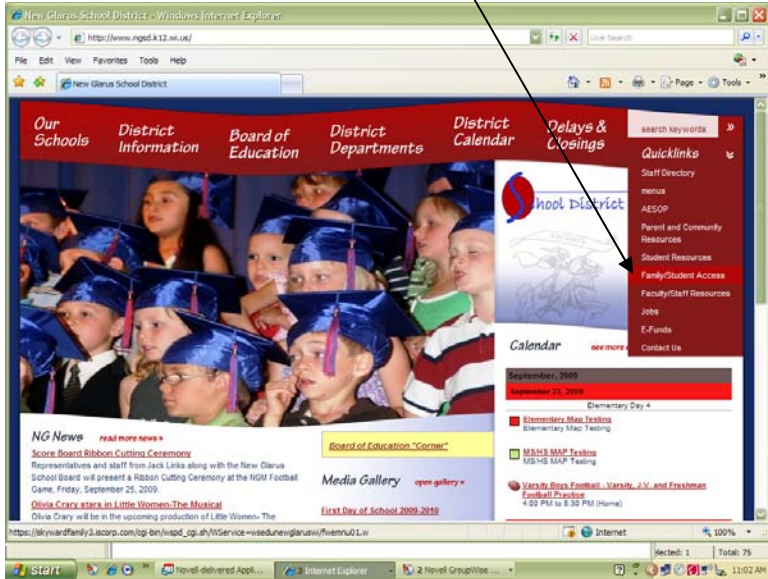 New Glarus School District - Windows Internet Explorer
http://www.ngsd.k12.wi.us/
Live Search
File Edit View Favorites Tools Help
New Glarus School District
Page Tools
Our Schools
District Information
Board of Education
District Departments
District Calendar
Delays & Closings
search keywords »
Quicklinks
Staff Directory
menus
AESOP
Parent and Community
Resources
Student Resources
Family/Student Access
Faculty/Staff Resources
Jobs
E-Funds
Contact Us
School District
KNIGHTS
Calendar see more
September, 2009
September 23, 2009
Elementary Day 4
Elementary Map Testing
Elementary Map Testing
MS/HS MAP Testing
MS/HS MAP Testing
Varsity Boys Football - Varsity, J.V. and Freshman
Football Practice
4:00 PM to 8:30 PM (Home)
NG News read more news »
Score Board Ribbon Cutting Ceremony
Representatives and staff from Jack Links along with the New Glarus
School Board will present a Ribbon Cutting Ceremony at the NGM Football
Game, Friday, September 25, 2009.
Olivia Crary stars in Little Women-The Musical
Olivia Crary will be in the upcoming production of Little Women- The
Board of Education "Corner"
Media Gallery open gallery »
First Day of School 2009-2010
https://skywardfamily3.iscorp.com/cgi-bin/wspd_cgi.sh/WService=wsedunewglaruswi/fwemnu01.w
Internet 100%
elected: 1 Total: 75
start
Novell-delivered Appl...
3 Internet Explorer
2 Novell GroupWise ...
11:02 AM